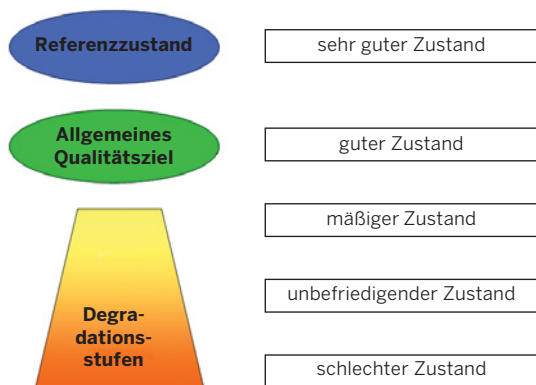 Referenzzustand
sehr guter Zustand
Allgemeines
Qualitätsziel
guter Zustand
mäßiger Zustand
unbefriedigender Zustand
Degra-
dations-
stufen
schlechter Zustand